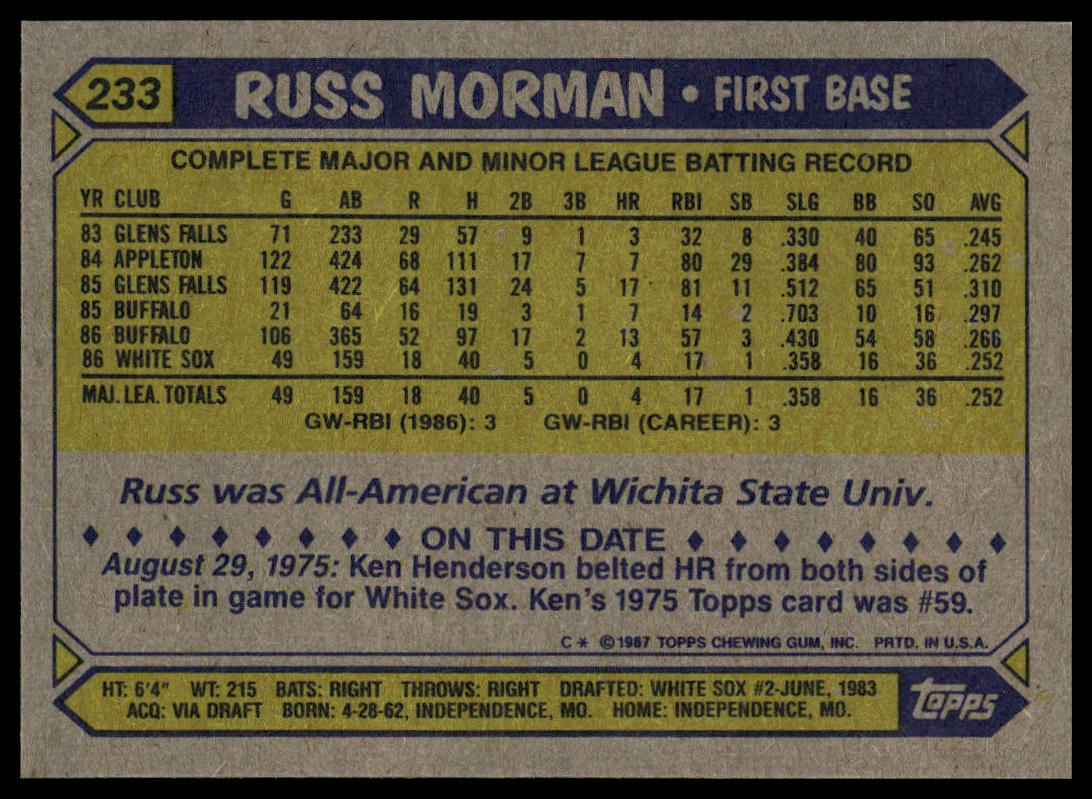 233 RUSS MORMAN • FIRST BASE
COMPLETE MAJOR AND MINOR LEAGUE BATTING RECORD
YR CLUB G AB R H 2B 3B HR RBI SB SLG BB SO AVG
83 GLENS FALLS 71 233 29 57 9 1 3 32 8 .330 40 65 .245
84 APPLETON 122 424 68 111 17 7 7 80 29 .384 80 93 .262
85 GLENS FALLS 119 422 64 131 24 5 17 81 11 .512 65 51 .310
85 BUFFALO 21 64 16 19 3 1 7 14 2 .703 10 16 .297
86 BUFFALO 106 365 52 97 17 2 13 57 3 .430 54 58 .266
86 WHITE SOX 49 159 18 40 5 0 4 17 1 .358 16 36 .252
MAJ. LEA. TOTALS 49 159 18 40 5 0 4 17 1 .358 16 36 .252
GW-RBI (1986): 3 GW-RBI (CAREER): 3
Russ was All-American at Wichita State Univ.
ON THIS DATE
August 29, 1975: Ken Henderson belted HR from both sides of
plate in game for White Sox. Ken's 1975 Topps card was #59.
C* ©1987 TOPPS CHEWING GUM, INC. PRTD. IN U.S.A.
HT: 6'4" WT: 215 BATS: RIGHT THROWS: RIGHT DRAFTED: WHITE SOX #2-JUNE, 1983
ACQ: VIA DRAFT BORN: 4-28-62, INDEPENDENCE, MO. HOME: INDEPENDENCE, MO.
Topps